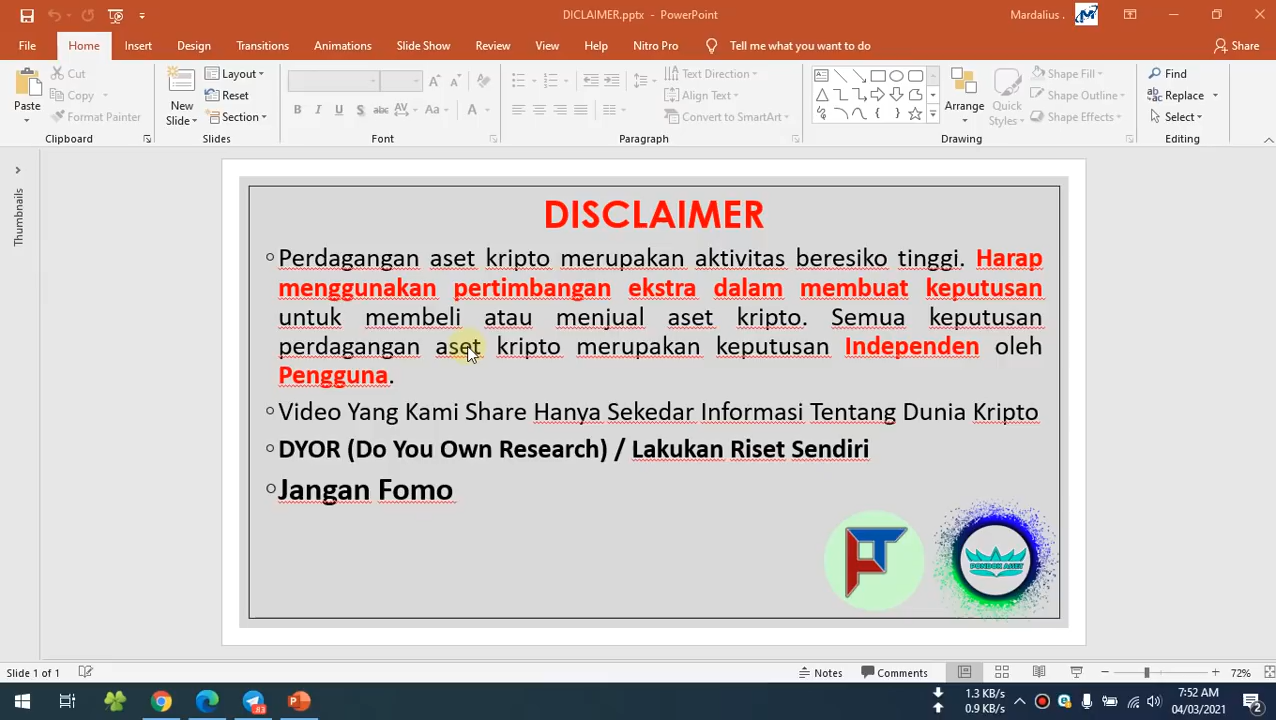 DICLAIMER.pptx - PowerPoint
Mardalius .
File Home Insert Design Transitions Animations Slide Show Review View Help Nitro Pro Tell me what you want to do Share
Paste
Cut
Copy
Format Painter
Clipboard
New Slide
Layout
Reset
Section
Slides
Font
Paragraph
Text Direction
Align Text
Convert to SmartArt
Arrange
Quick Styles
Shape Fill
Shape Outline
Shape Effects
Drawing
Find
Replace
Select
Editing
Thumbnails
DISCLAIMER
Perdagangan aset kripto merupakan aktivitas beresiko tinggi. Harap
menggunakan pertimbangan ekstra dalam membuat keputusan
untuk membeli atau menjual aset kripto. Semua keputusan
perdagangan aset kripto merupakan keputusan Independen oleh
Pengguna.
Video Yang Kami Share Hanya Sekedar Informasi Tentang Dunia Kripto
DYOR (Do You Own Research) / Lakukan Riset Sendiri
Jangan Fomo
PONDOK ASET
Slide 1 of 1
Notes Comments 72%
83
1.3 KB/s
0.9 KB/s
7:52 AM
04/03/2021
2